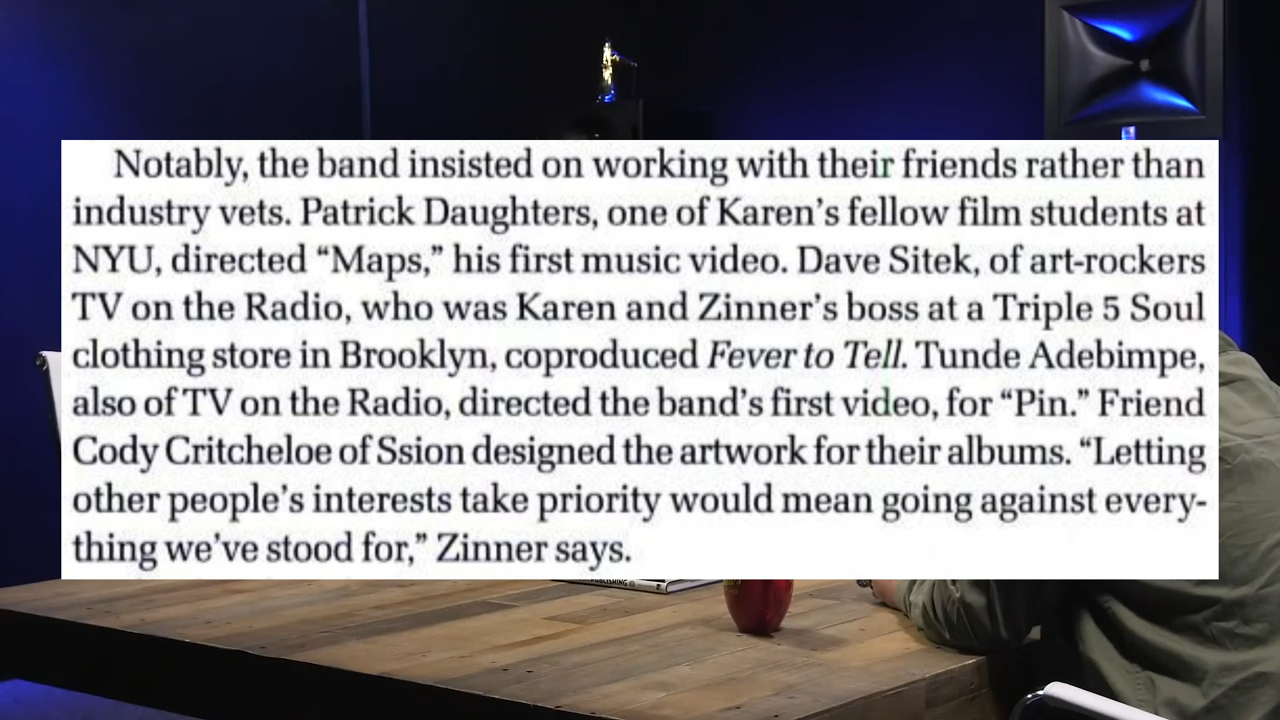 Notably, the band insisted on working with their friends rather than
industry vets. Patrick Daughters, one of Karen’s fellow film students at
NYU, directed “Maps,” his first music video. Dave Sitek, of art-rockers
TV on the Radio, who was Karen and Zinner’s boss at a Triple 5 Soul
clothing store in Brooklyn, coproduced Fever to Tell. Tunde Adebimpe,
also of TV on the Radio, directed the band’s first video, for “Pin.” Friend
Cody Critcheloe of Ssion designed the artwork for their albums. “Letting
other people’s interests take priority would mean going against every-
thing we’ve stood for,” Zinner says.
PUBLISHING